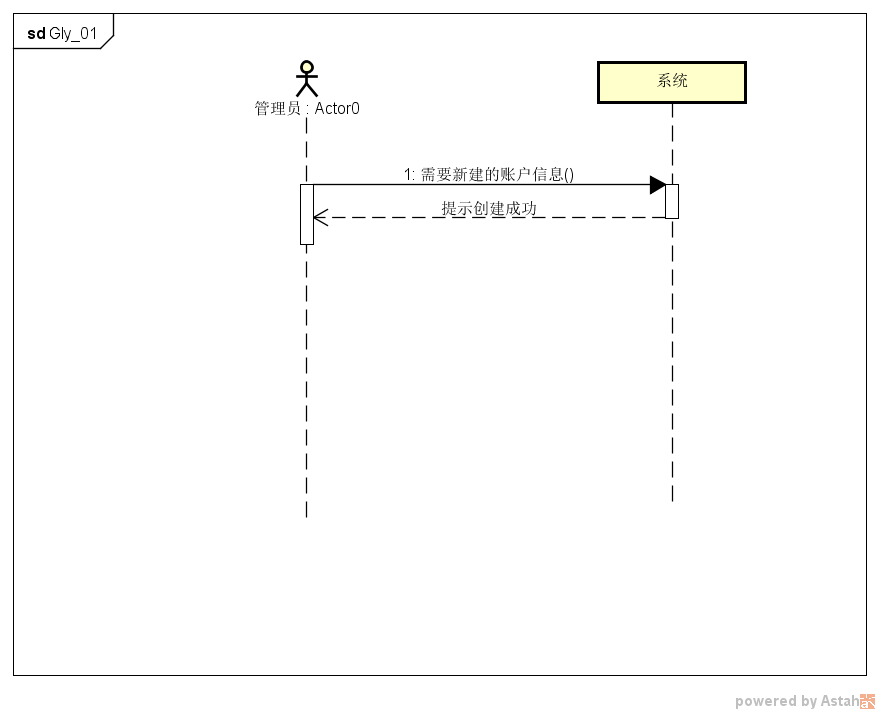 sd Gly_01
管理员 : Actor0
系统
1: 需要新建的账户信息()
提示创建成功
powered by Astah